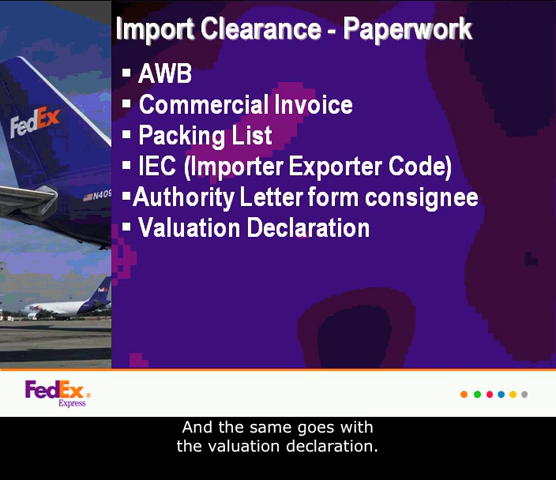 Import Clearance - Paperwork
▪ AWB
▪ Commercial Invoice
▪ Packing List
▪ IEC (Importer Exporter Code)
▪Authority Letter form consignee
▪ Valuation Declaration
FedEx
N409
FedEx®
Express
And the same goes with
the valuation declaration.